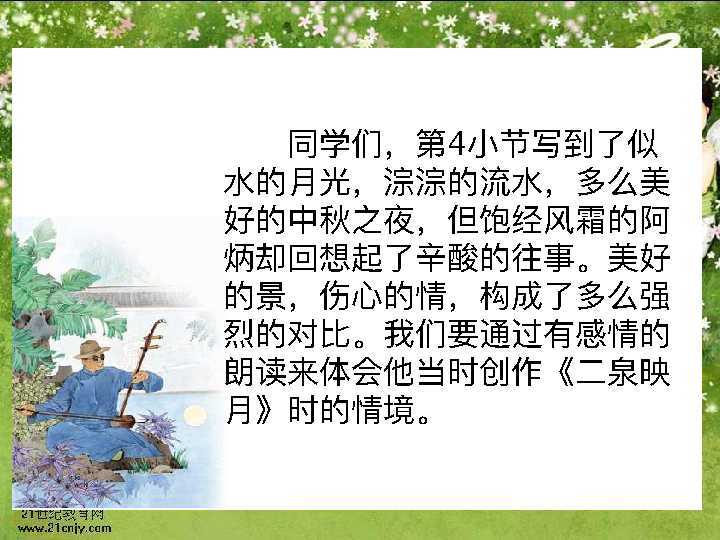 同学们，第4小节写到了似
水的月光，淙淙的流水，多么美
好的中秋之夜，但饱经风霜的阿
炳却回想起了辛酸的往事。美好
的景，伤心的情，构成了多么强
烈的对比。我们要通过有感情的
朗读来体会他当时创作《二泉映
月》时的情境。
21世纪教育网
www.21cnjy.com